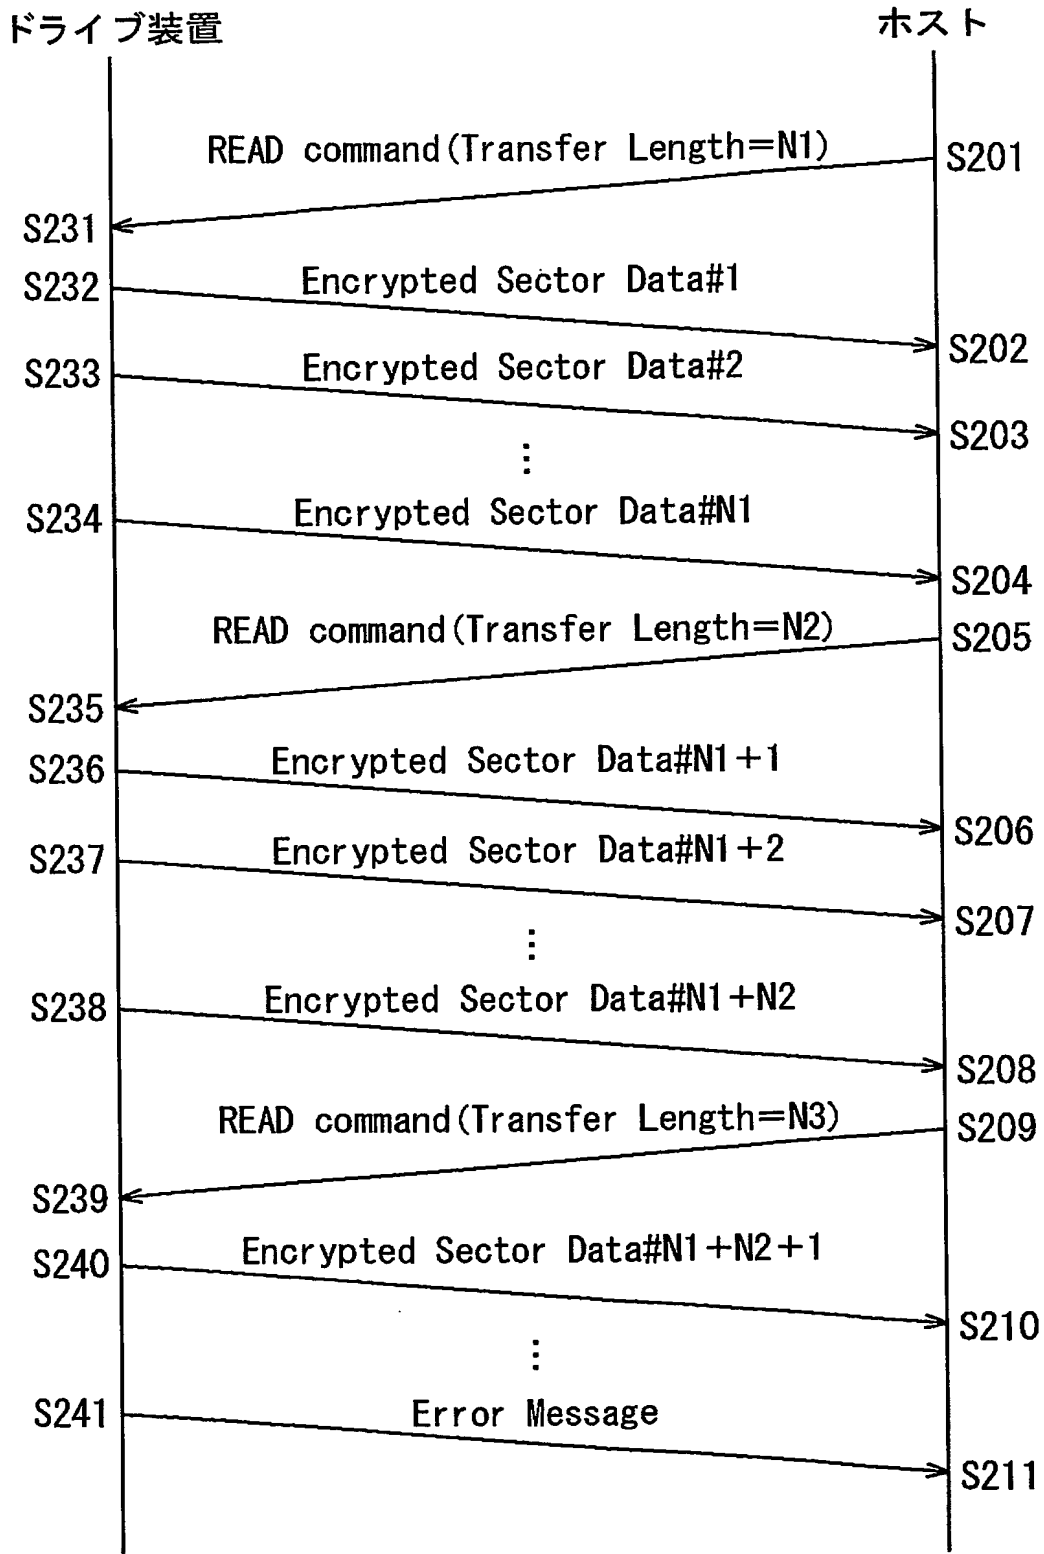 ドライブ装置 ホスト
READ command(Transfer Length=N1) S201
S231
S232 Encrypted Sector Data#1
S202
S233 Encrypted Sector Data#2
S203
⋮
S234 Encrypted Sector Data#N1
S204
READ command(Transfer Length=N2) S205
S235
S236 Encrypted Sector Data#N1+1
S206
S237 Encrypted Sector Data#N1+2
S207
⋮
S238 Encrypted Sector Data#N1+N2
S208
READ command(Transfer Length=N3) S209
S239
S240 Encrypted Sector Data#N1+N2+1
S210
⋮
S241 Error Message
S211